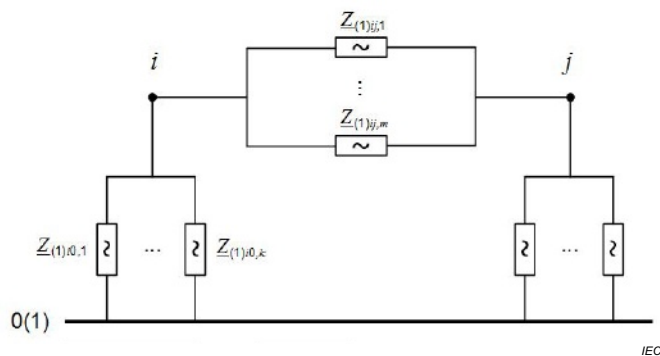 Z(1)ij,1
i
j
⋮
Z(1)ij,m
Z(1)i0,1
...
Z(1)i0,k
...
0(1)
IEC